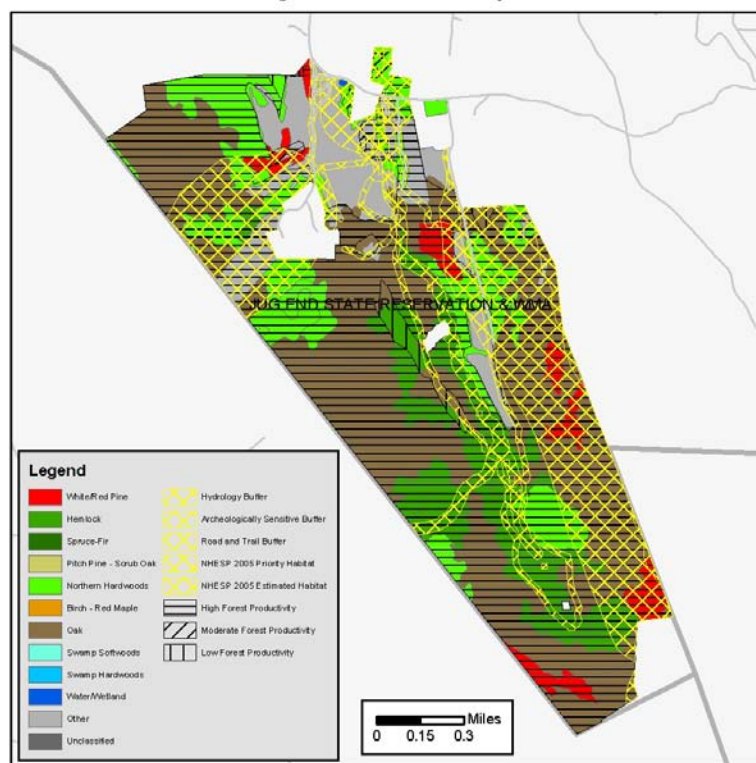 JUG END STATE RESERVATION & WMA
Legend
White/Red Pine
Hemlock
Spruce-Fir
Pitch Pine - Scrub Oak
Northern Hardwoods
Birch - Red Maple
Oak
Swamp Softwoods
Swamp Hardwoods
Water/Wetland
Other
Unclassified
Hydrology Buffer
Archeologically Sensitive Buffer
Road and Trail Buffer
NHESP 2005 Priority Habitat
NHESP 2005 Estimated Habitat
High Forest Productivity
Moderate Forest Productivity
Low Forest Productivity
Miles
0 0.15 0.3